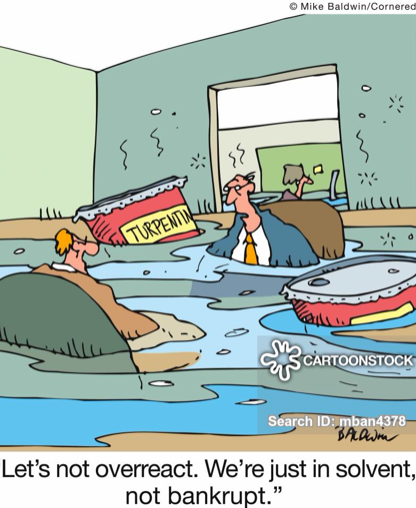 © Mike Baldwin/Cornered
TURPENTIN
CARTOONSTOCK
Search ID: mban4378
BALDWIN
"Let's not overreact. We're just in solvent,
not bankrupt."